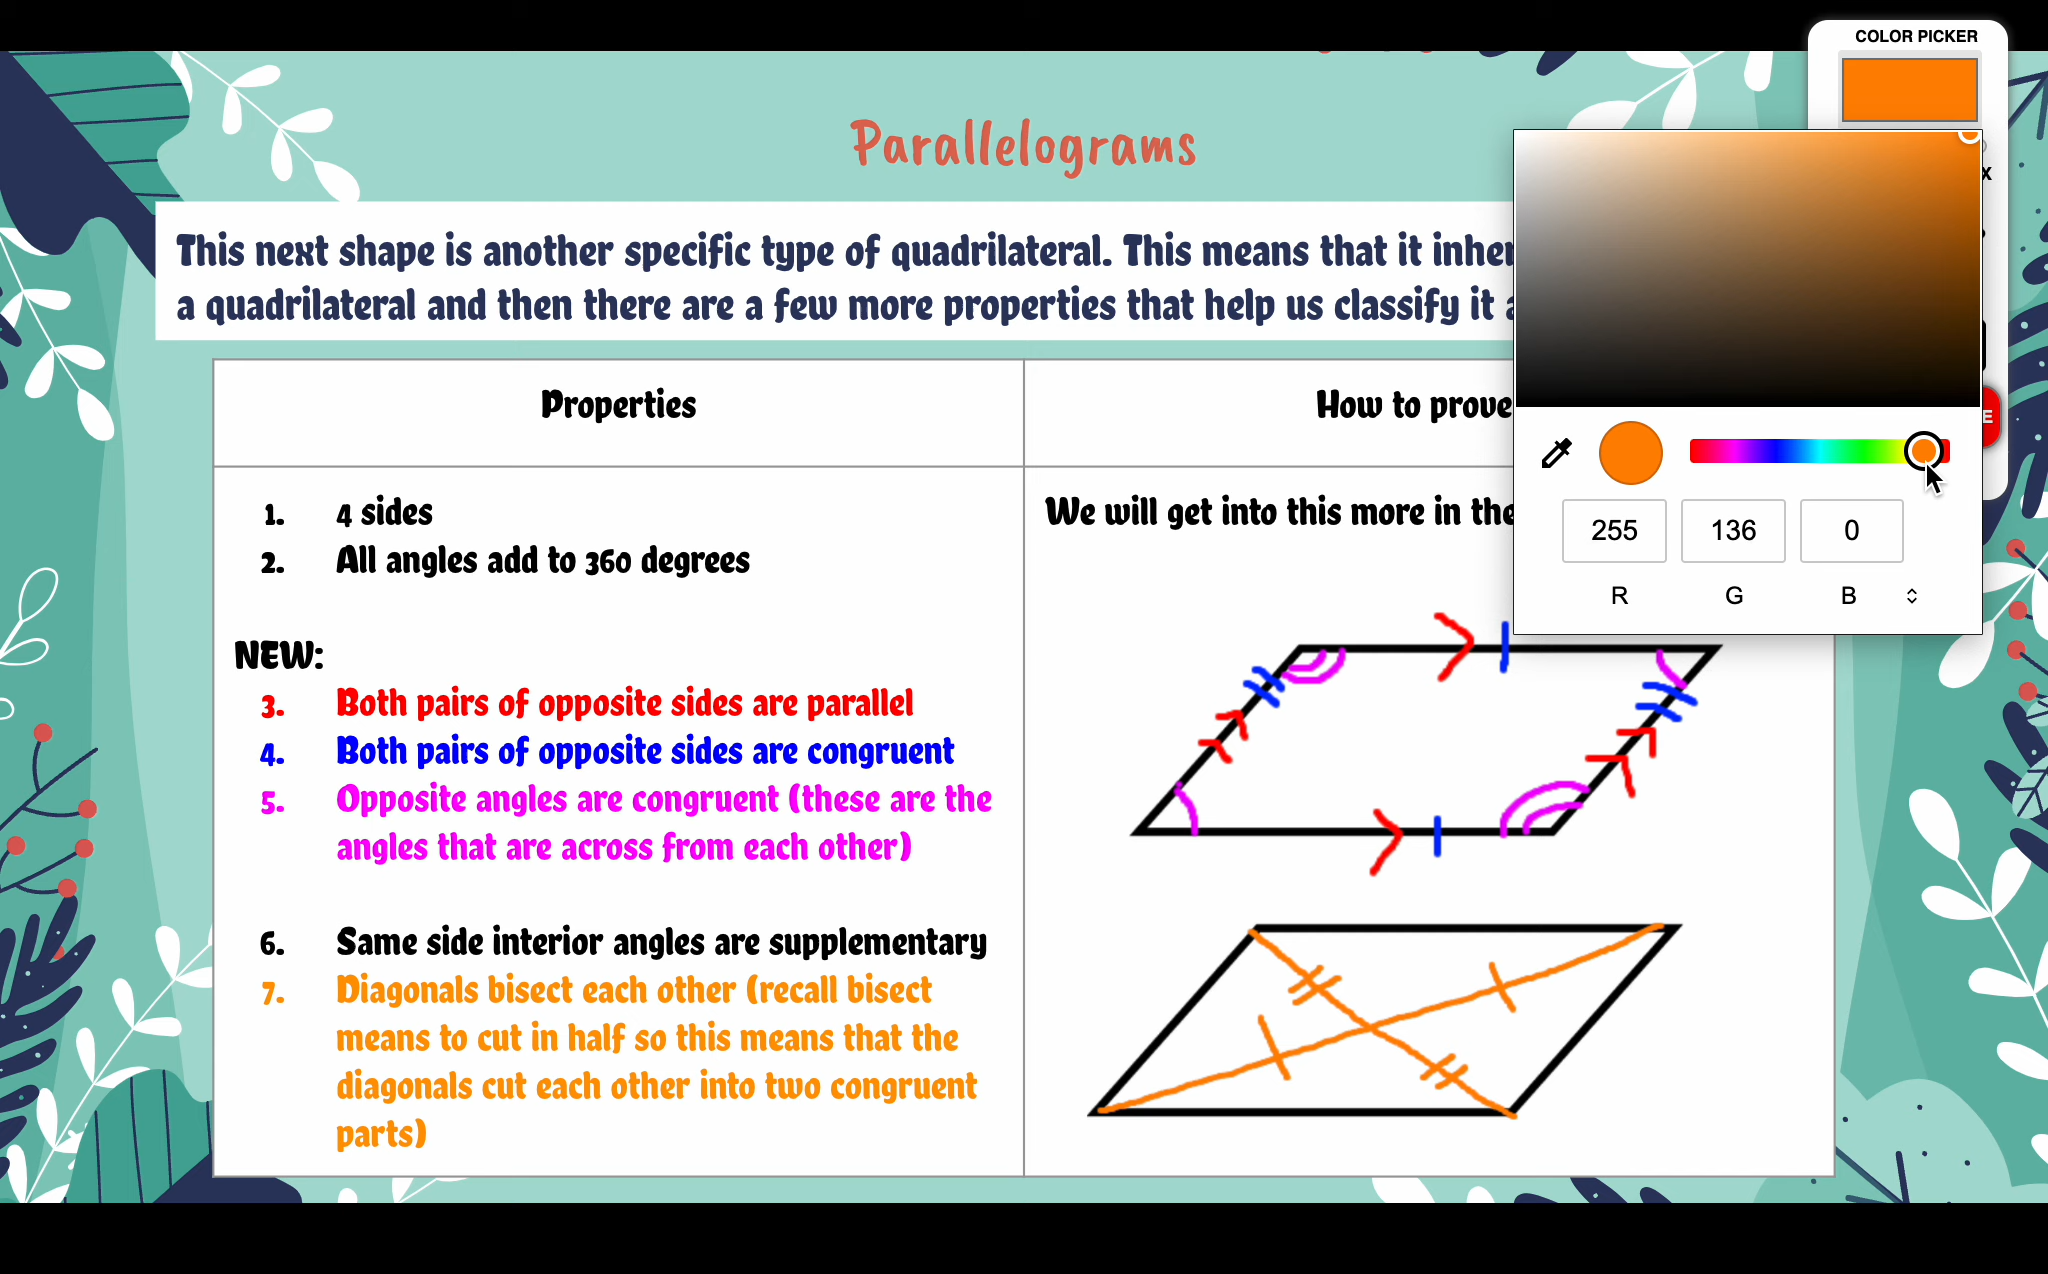 COLOR PICKER
Parallelograms
This next shape is another specific type of quadrilateral. This means that it
a quadrilateral and then there are a few more properties that help us classify it
Properties
How to prove
1. 4 sides
2. All angles add to 360 degrees
NEW:
3. Both pairs of opposite sides are parallel
4. Both pairs of opposite sides are congruent
5. Opposite angles are congruent (these are the
angles that are across from each other)
6. Same side interior angles are supplementary
7. Diagonals bisect each other (recall bisect
means to cut in half so this means that the
diagonals cut each other into two congruent
parts)
We will get into this more in the
255 136 0
R G B